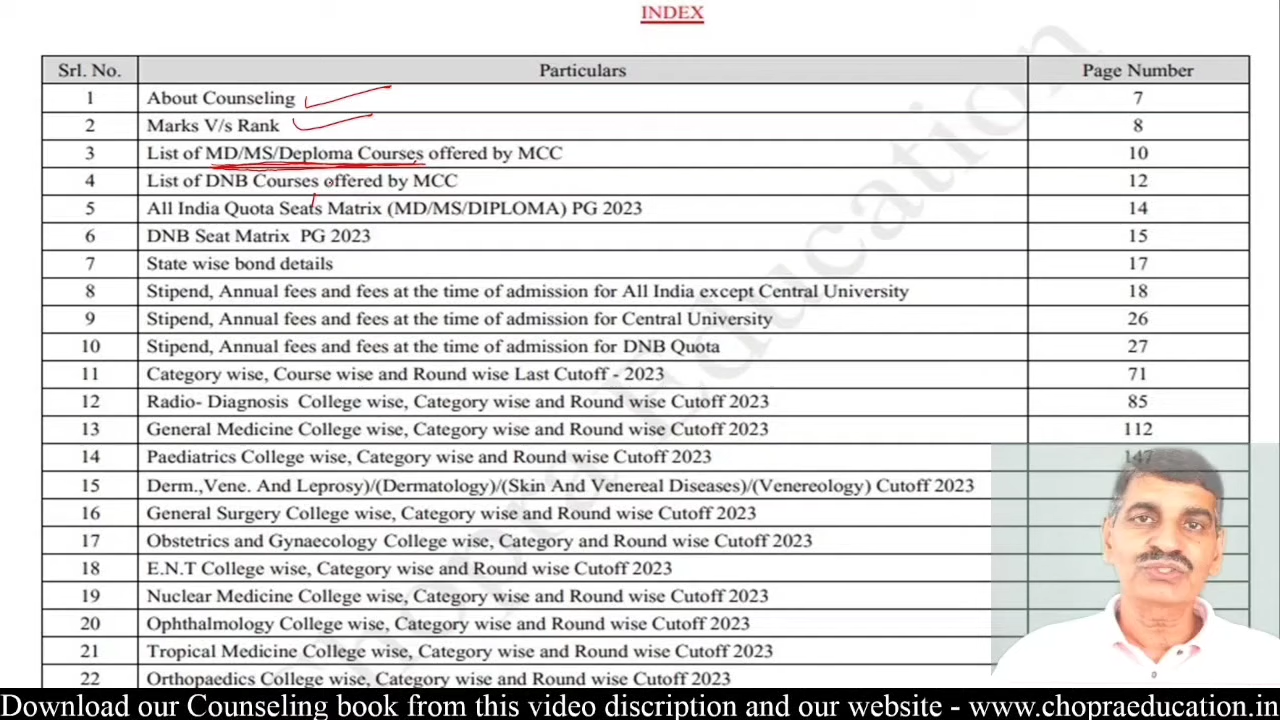 INDEX
Srl. No. Particulars Page Number
1 About Counseling 7
2 Marks V/s Rank 8
3 List of MD/MS/Deploma Courses offered by MCC 10
4 List of DNB Courses offered by MCC 12
5 All India Quota Seats Matrix (MD/MS/DIPLOMA) PG 2023 14
6 DNB Seat Matrix PG 2023 15
7 State wise bond details 17
8 Stipend, Annual fees and fees at the time of admission for All India except Central University 18
9 Stipend, Annual fees and fees at the time of admission for Central University 26
10 Stipend, Annual fees and fees at the time of admission for DNB Quota 27
11 Category wise, Course wise and Round wise Last Cutoff - 2023 71
12 Radio- Diagnosis College wise, Category wise and Round wise Cutoff 2023 85
13 General Medicine College wise, Category wise and Round wise Cutoff 2023 112
14 Paediatrics College wise, Category wise and Round wise Cutoff 2023 147
15 Derm.,Vene. And Leprosy)/(Dermatology)/(Skin And Venereal Diseases)/(Venereology) Cutoff 2023
16 General Surgery College wise, Category wise and Round wise Cutoff 2023
17 Obstetrics and Gynaecology College wise, Category and Round wise Cutoff 2023
18 E.N.T College wise, Category wise and Round wise Cutoff 2023
19 Nuclear Medicine College wise, Category wise and Round wise Cutoff 2023
20 Ophthalmology College wise, Category wise and Round wise Cutoff 2023
21 Tropical Medicine College wise, Category wise and Round wise Cutoff 2023
22 Orthopaedics College wise, Category wise and Round wise Cutoff 2023
Chopra Education
Download our Counseling book from this video discription and our website - www.chopraeducation.in